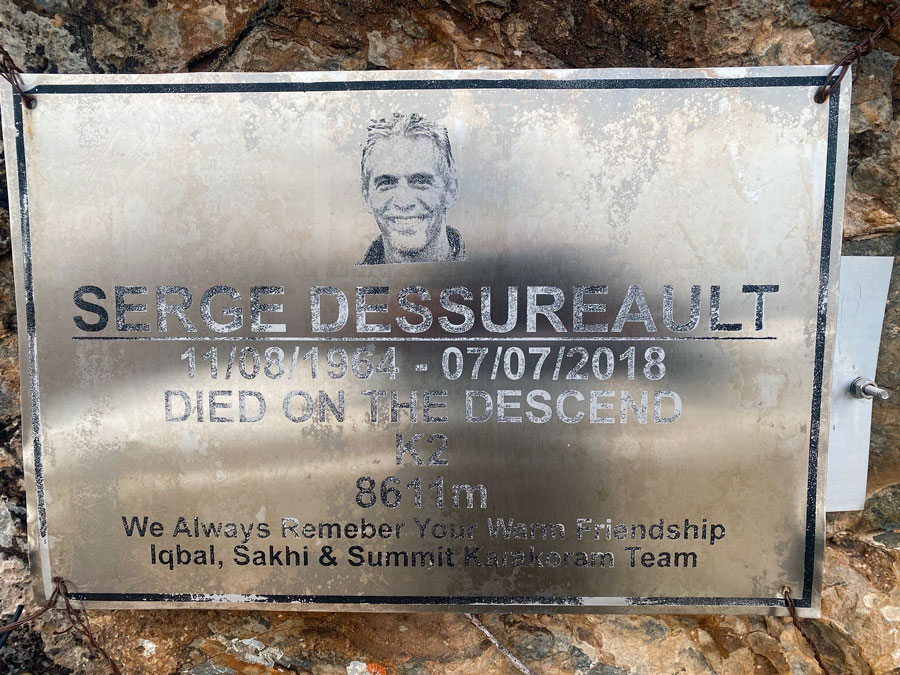 SERGE DESSUREAULT
11/08/1964 - 07/07/2018
DIED ON THE DESCEND
K2
8611m
We Always Remeber Your Warm Friendship
Iqbal, Sakhi & Summit Karakoram Team